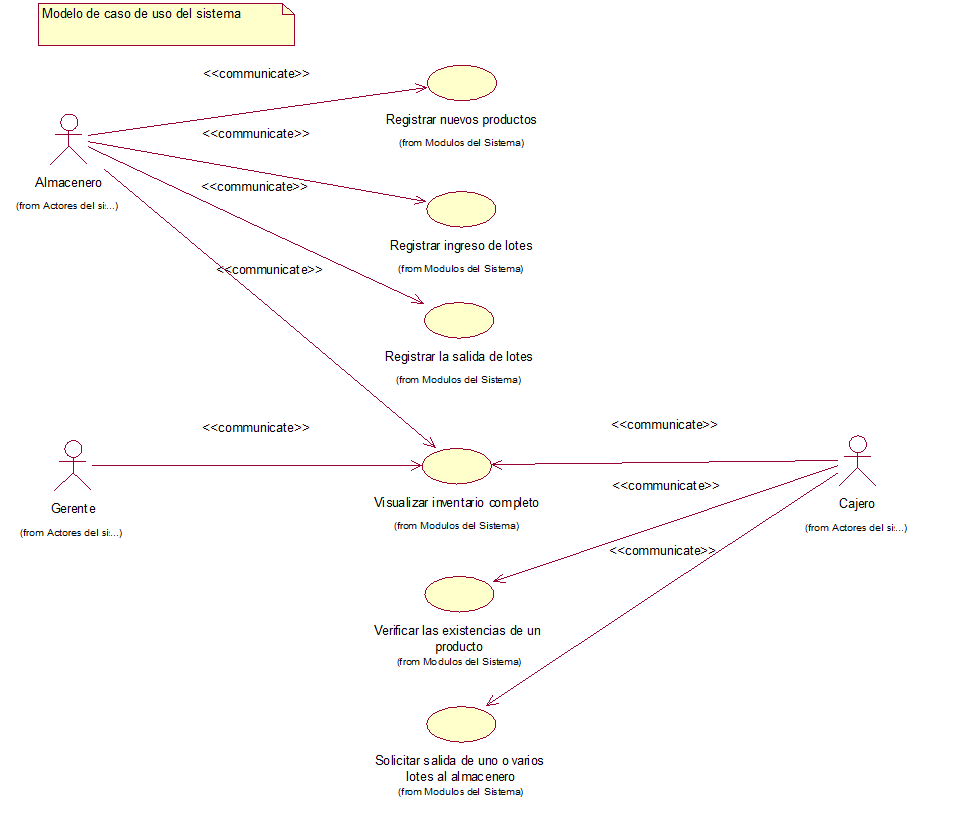 Modelo de caso de uso del sistema
<<communicate>>
Registrar nuevos productos
(from Modulos del Sistema)
<<communicate>>
Almacenero
(from Actores del si:...)
<<communicate>>
Registrar ingreso de lotes
(from Modulos del Sistema)
<<communicate>>
Registrar la salida de lotes
(from Modulos del Sistema)
<<communicate>>
<<communicate>>
Gerente
(from Actores del si:...)
Visualizar inventario completo
(from Modulos del Sistema)
<<communicate>>
Cajero
(from Actores del si:...)
<<communicate>>
Verificar las existencias de un
producto
(from Modulos del Sistema)
Solicitar salida de uno o varios
lotes al almacenero
(from Modulos del Sistema)